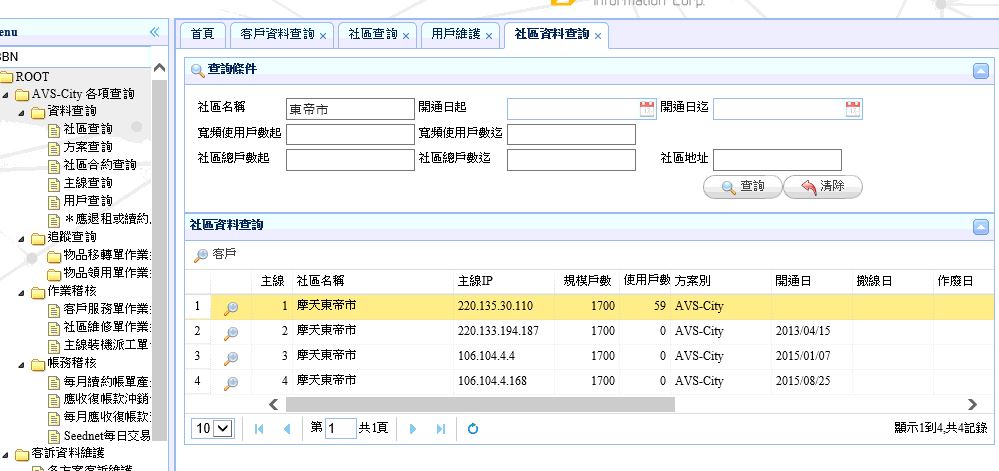 Information Corp.
enu
BN
首頁 客戶資料查詢 社區查詢 用戶維護 社區資料查詢
ROOT
AVS-City 各項查詢
資料查詢
社區查詢
方案查詢
社區合約查詢
主線查詢
用戶查詢
＊應退租或續約
追蹤查詢
物品移轉單作業
物品領用單作業
作業稽核
客戶服務單作業
社區維修單作業
主線裝機派工單
帳務稽核
每月續約帳單產
應收復帳款沖銷
每月應收復帳款
Seednet每日交易
客訴資料維護
各方案客訴維護
查詢條件
社區名稱 東帝市 開通日起 開通日迄
寬頻使用戶數起 寬頻使用戶數迄
社區總戶數起 社區總戶數迄 社區地址
查詢 清除
社區資料查詢
客戶
主線 社區名稱 主線IP 規模戶數 使用戶數 方案別 開通日 撤線日 作廢日
1 1 摩天東帝市 220.135.30.110 1700 59 AVS-City
2 2 摩天東帝市 220.133.194.187 1700 0 AVS-City 2013/04/15
3 3 摩天東帝市 106.104.4.4 1700 0 AVS-City 2015/01/07
4 4 摩天東帝市 106.104.4.168 1700 0 AVS-City 2015/08/25
10 第 1 共1頁 顯示1到4,共4記錄